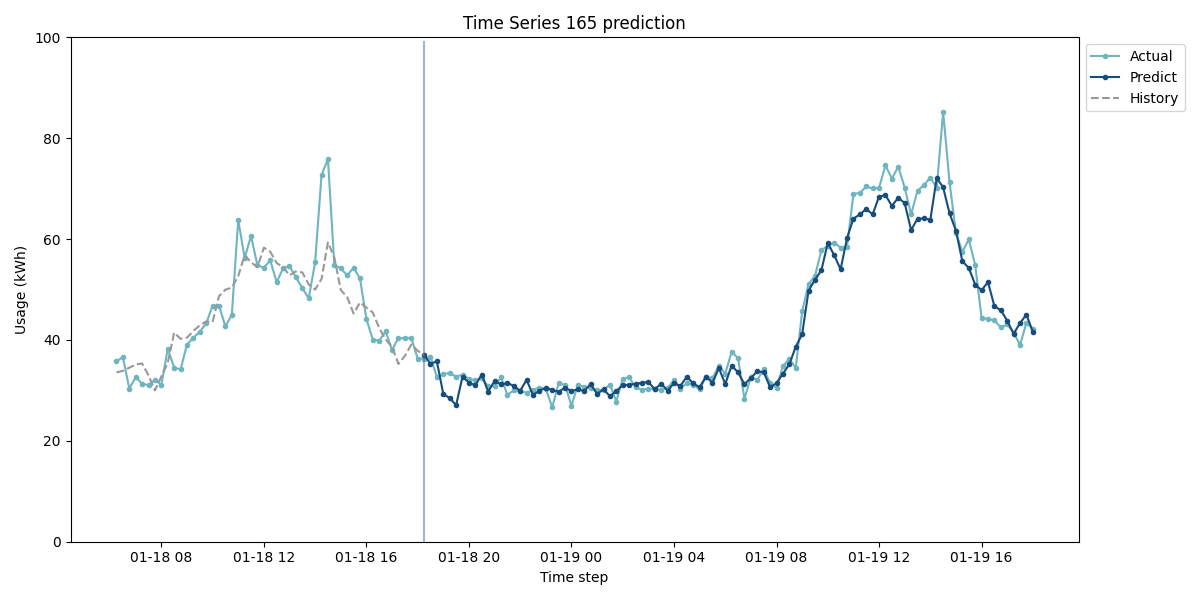 Time Series 165 prediction
Usage (kWh)
100
80
60
40
20
0
01-18 08
01-18 12
01-18 16
01-18 20
01-19 00
01-19 04
01-19 08
01-19 12
01-19 16
Time step
Actual
Predict
History